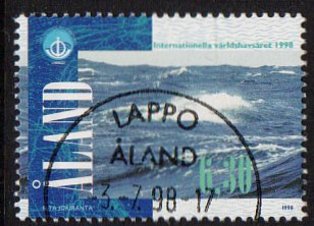 Internationella världshavsåret 1998
ÅLAND
LAPPO
ÅLAND
6,30
-3.-7.98 17
1998